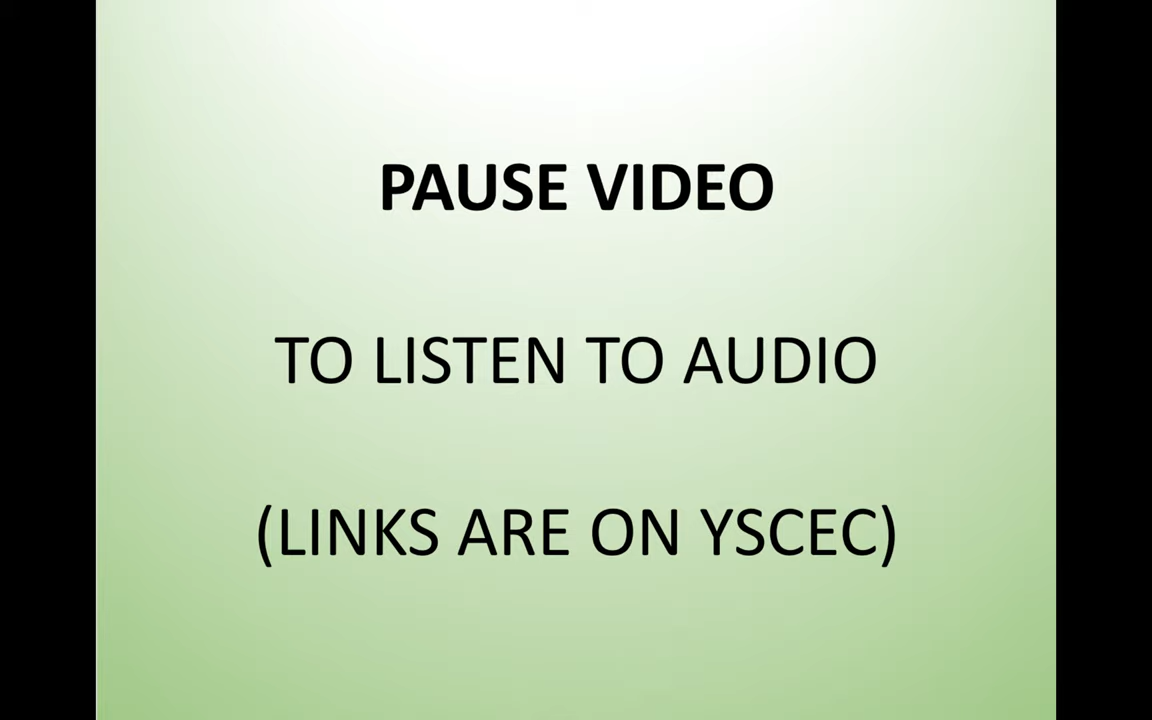 PAUSE VIDEO
TO LISTEN TO AUDIO
(LINKS ARE ON YSCEC)